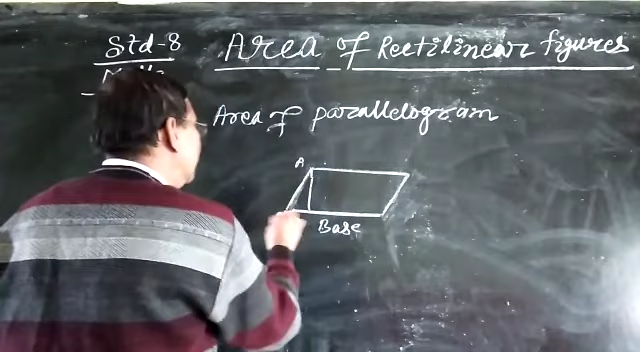 Std-8
Area of Rectilinear figures
Area of parallelogram
A
Base